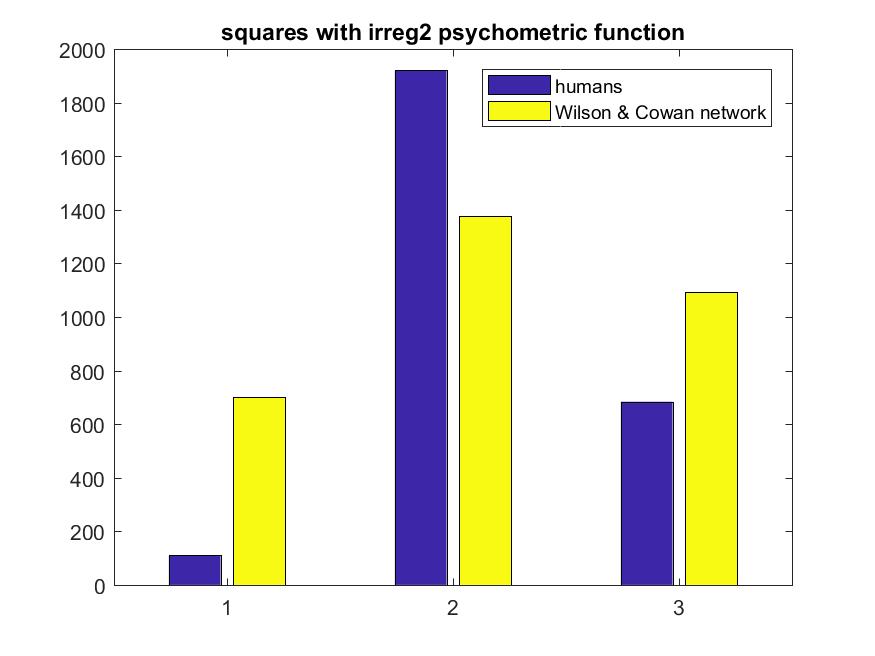 squares with irreg2 psychometric function
2000
1800
1600
1400
1200
1000
800
600
400
200
0
humans
Wilson & Cowan network
1 2 3